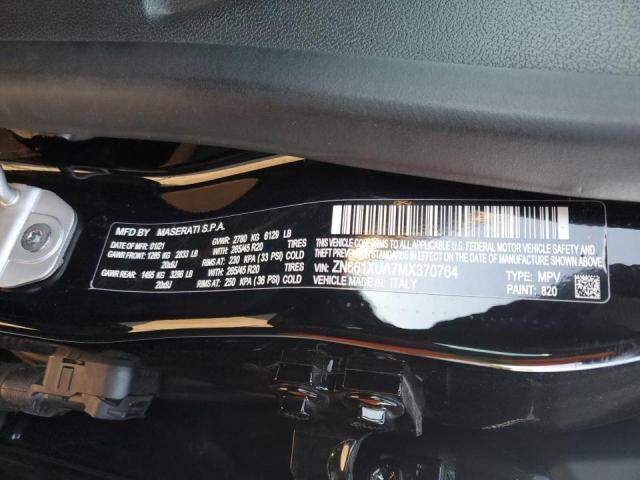 MFD BY MASERATI S.P.A.
DATE OF MFR: 01/21 GVWR: 2780 KG 6128 LB
GAWR FRONT: 1285 KG 2833 LB WITH: 265/45 R20 TIRES
20x9J RIMS AT: 230 KPA (33 PSI) COLD
GAWR REAR: 1495 KG 3296 LB WITH: 265/45 R20 TIRES
20x9J RIMS AT: 250 KPA (36 PSI) COLD
THIS VEHICLE CONFORMS TO ALL APPLICABLE U.S. FEDERAL MOTOR VEHICLE SAFETY AND
THEFT PREVENTION STANDARDS IN EFFECT ON THE DATE OF MANUFACTURE SHOWN ABOVE.
VIN: ZN661XUA7MX370764 TYPE: MPV
VEHICLE MADE IN: ITALY PAINT: 820